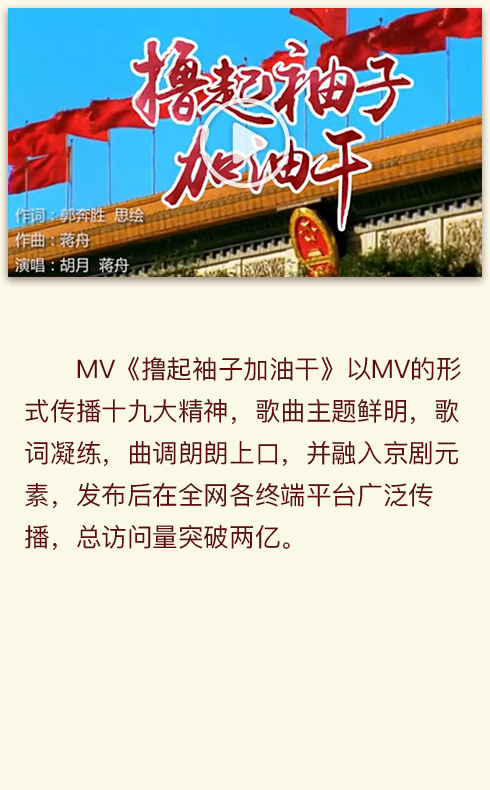 撸起袖子
加油干
作词：郭奔胜 思绘
作曲：蒋舟
演唱：胡月 蒋舟
MV《撸起袖子加油干》以MV的形
式传播十九大精神，歌曲主题鲜明，歌
词凝练，曲调朗朗上口，并融入京剧元
素，发布后在全网各终端平台广泛传
播，总访问量突破两亿。